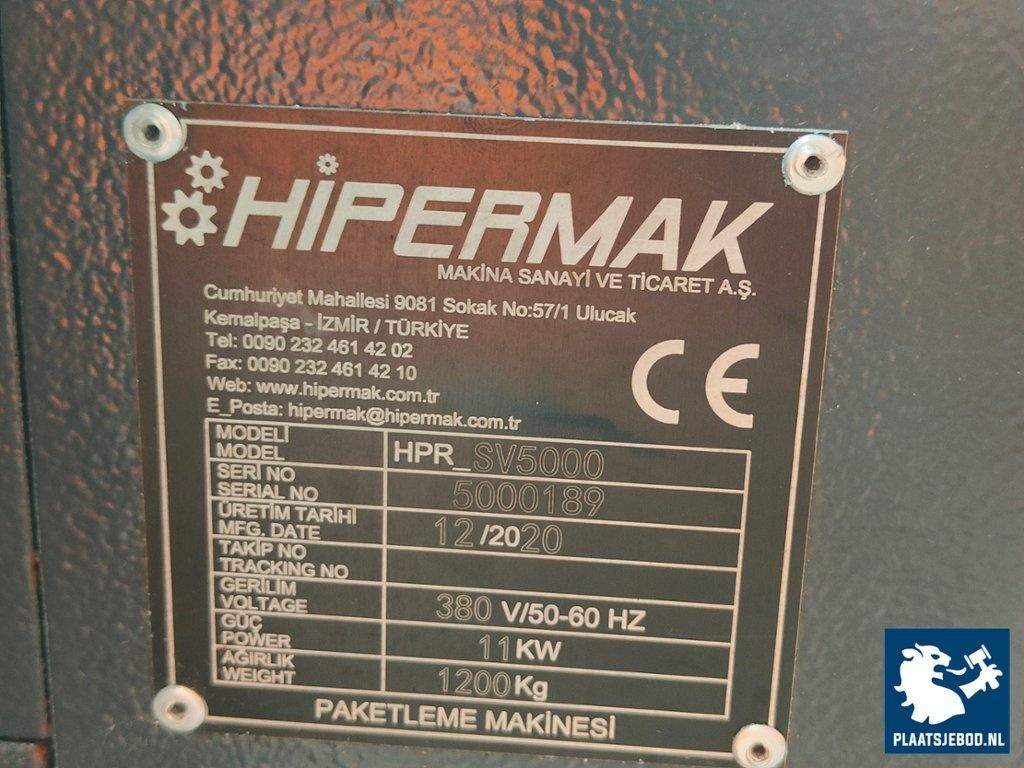 HİPERMAK
MAKİNA SANAYİ VE TİCARET A.Ş.
Cumhuriyet Mahallesi 9081 Sokak No:57/1 Ulucak
Kemalpaşa - İZMİR / TÜRKİYE
Tel: 0090 232 461 42 02
Fax: 0090 232 461 42 10
Web: www.hipermak.com.tr
E_Posta: hipermak@hipermak.com.tr
CE
MODELİ
MODEL HPR_SV5000
SERİ NO
SERIAL NO 5000189
ÜRETİM TARİHİ
MFG. DATE 12/2020
TAKİP NO
TRACKING NO
GERİLİM
VOLTAGE 380 V/50-60 HZ
GÜÇ
POWER 11 KW
AĞIRLIK
WEIGHT 1200 Kg
PAKETLEME MAKİNESİ
PLAATSJEBOD.NL